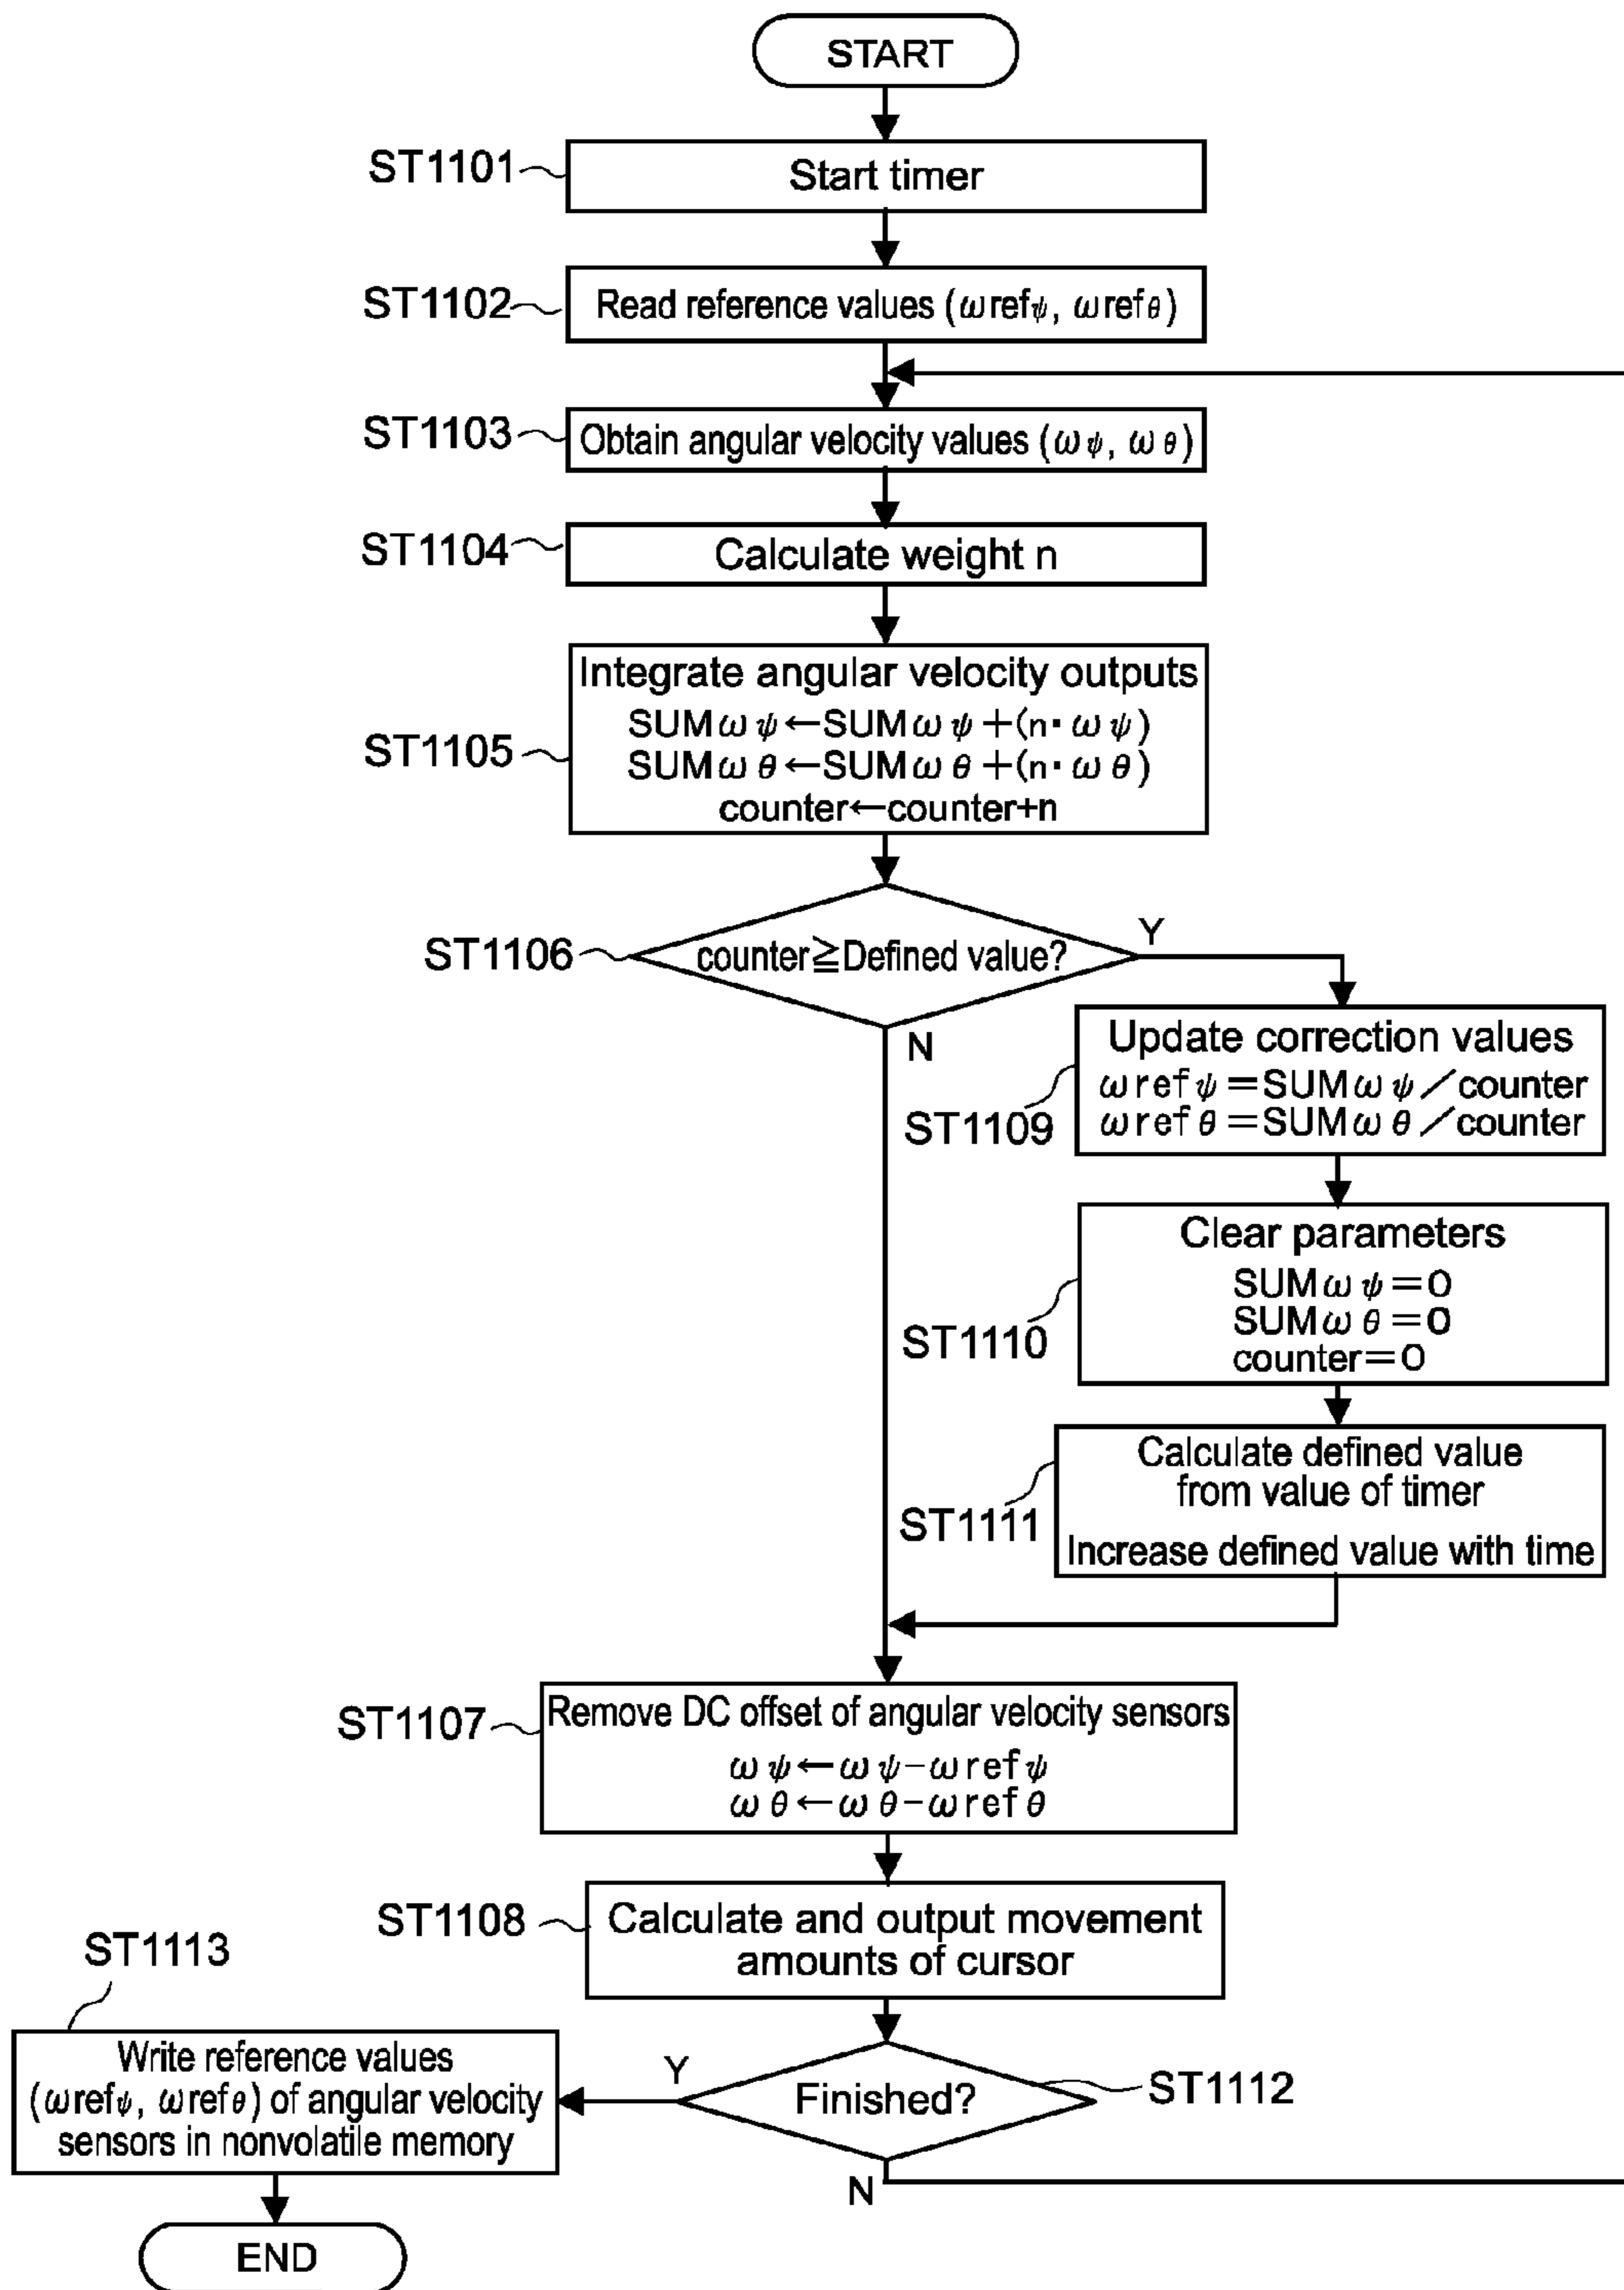 START
ST1101
Start timer
ST1102
Read reference values (ωrefψ, ωrefθ)
ST1103
Obtain angular velocity values (ωψ, ωθ)
ST1104
Calculate weight n
ST1105
Integrate angular velocity outputs
SUMωψ←SUMωψ+(n·ωψ)
SUMωθ←SUMωθ+(n·ωθ)
counter←counter+n
ST1106
counter≧Defined value?
Y
N
ST1109
Update correction values
ωrefψ=SUMωψ/counter
ωrefθ=SUMωθ/counter
ST1110
Clear parameters
SUMωψ=0
SUMωθ=0
counter=0
ST1111
Calculate defined value
from value of timer
Increase defined value with time
ST1107
Remove DC offset of angular velocity sensors
ωψ←ωψ-ωrefψ
ωθ←ωθ-ωrefθ
ST1108
Calculate and output movement
amounts of cursor
ST1112
Finished?
Y
N
ST1113
Write reference values
(ωrefψ, ωrefθ) of angular velocity
sensors in nonvolatile memory
END